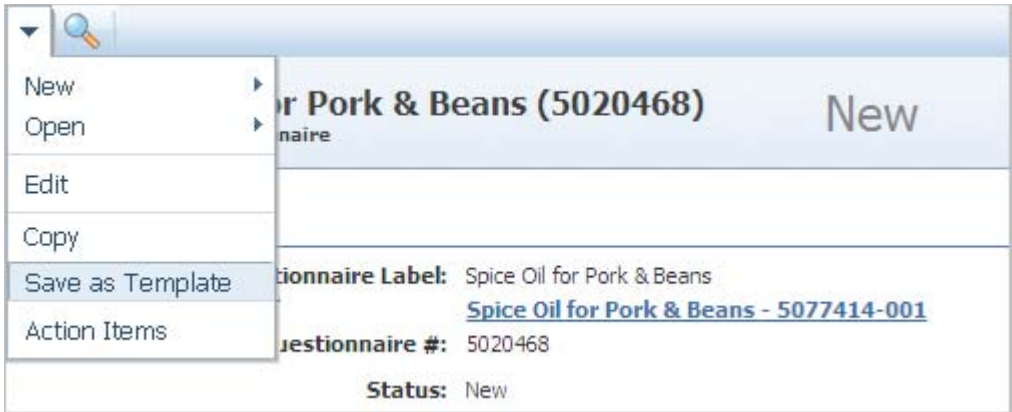 New
Open
Edit
Copy
Save as Template
Action Items
r Pork & Beans (5020468)
naire
New
tionnaire Label: Spice Oil for Pork & Beans
Spice Oil for Pork & Beans - 5077414-001
uestionnaire #: 5020468
Status: New